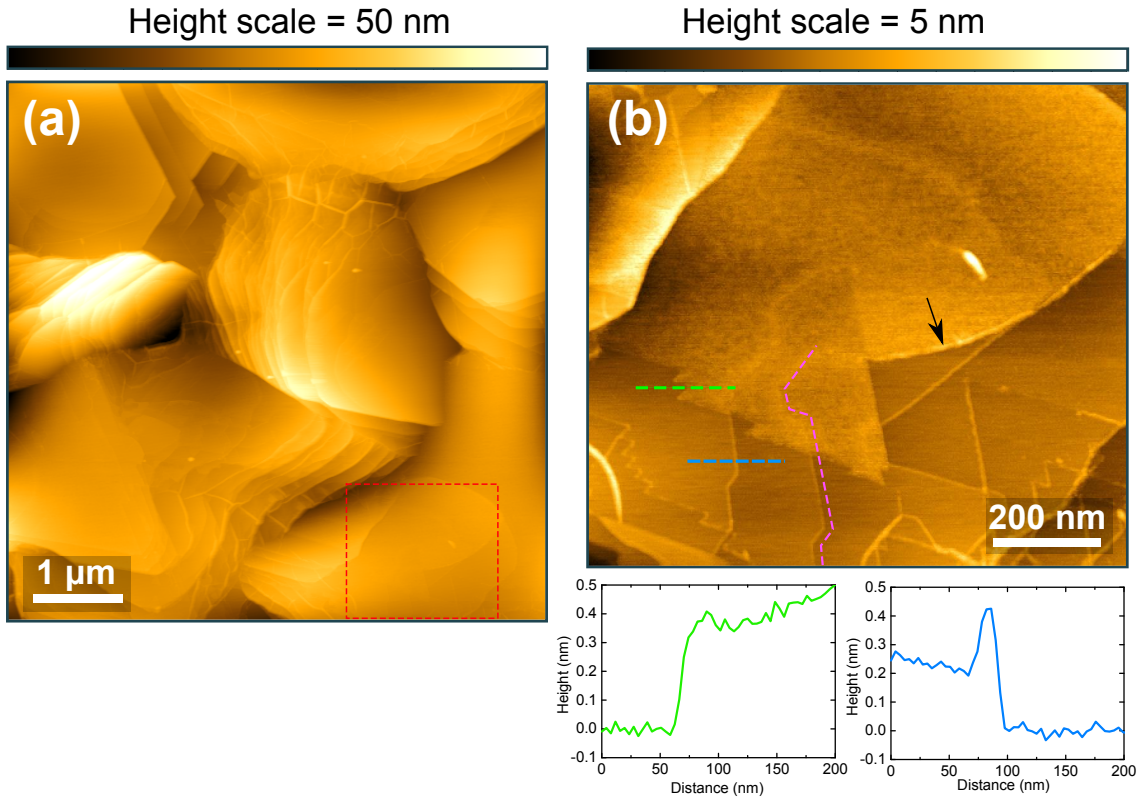 Height scale = 50 nm
Height scale = 5 nm
(a)
(b)
1 µm
200 nm
0.5
0.4
0.3
0.2
0.1
0.0
-0.1
Height (nm)
0
50
100
150
200
Distance (nm)
0.5
0.4
0.3
0.2
0.1
0.0
-0.1
Height (nm)
0
50
100
150
200
Distance (nm)